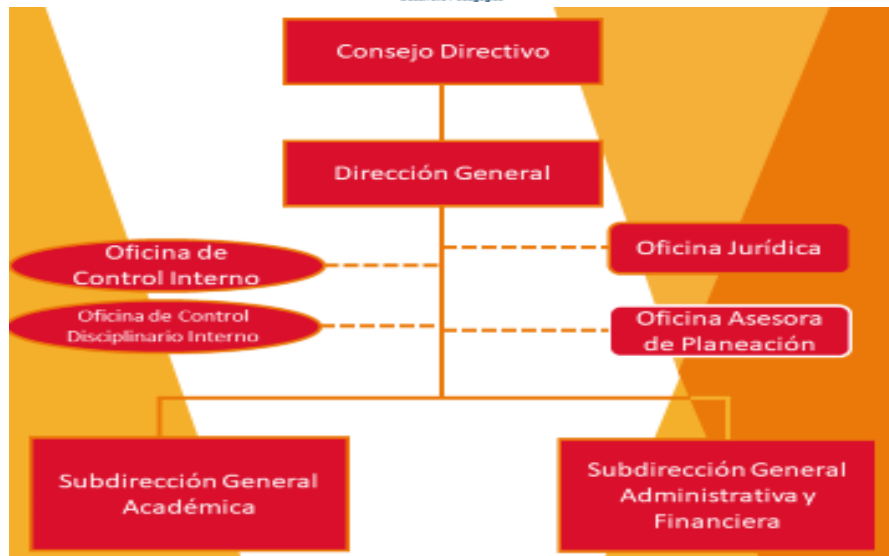 Consejo Directivo
Dirección General
Oficina de
Control Interno
Oficina Jurídica
Oficina de Control
Disciplinario Interno
Oficina Asesora
de Planeación
Subdirección General
Académica
Subdirección General
Administrativa y
Financiera